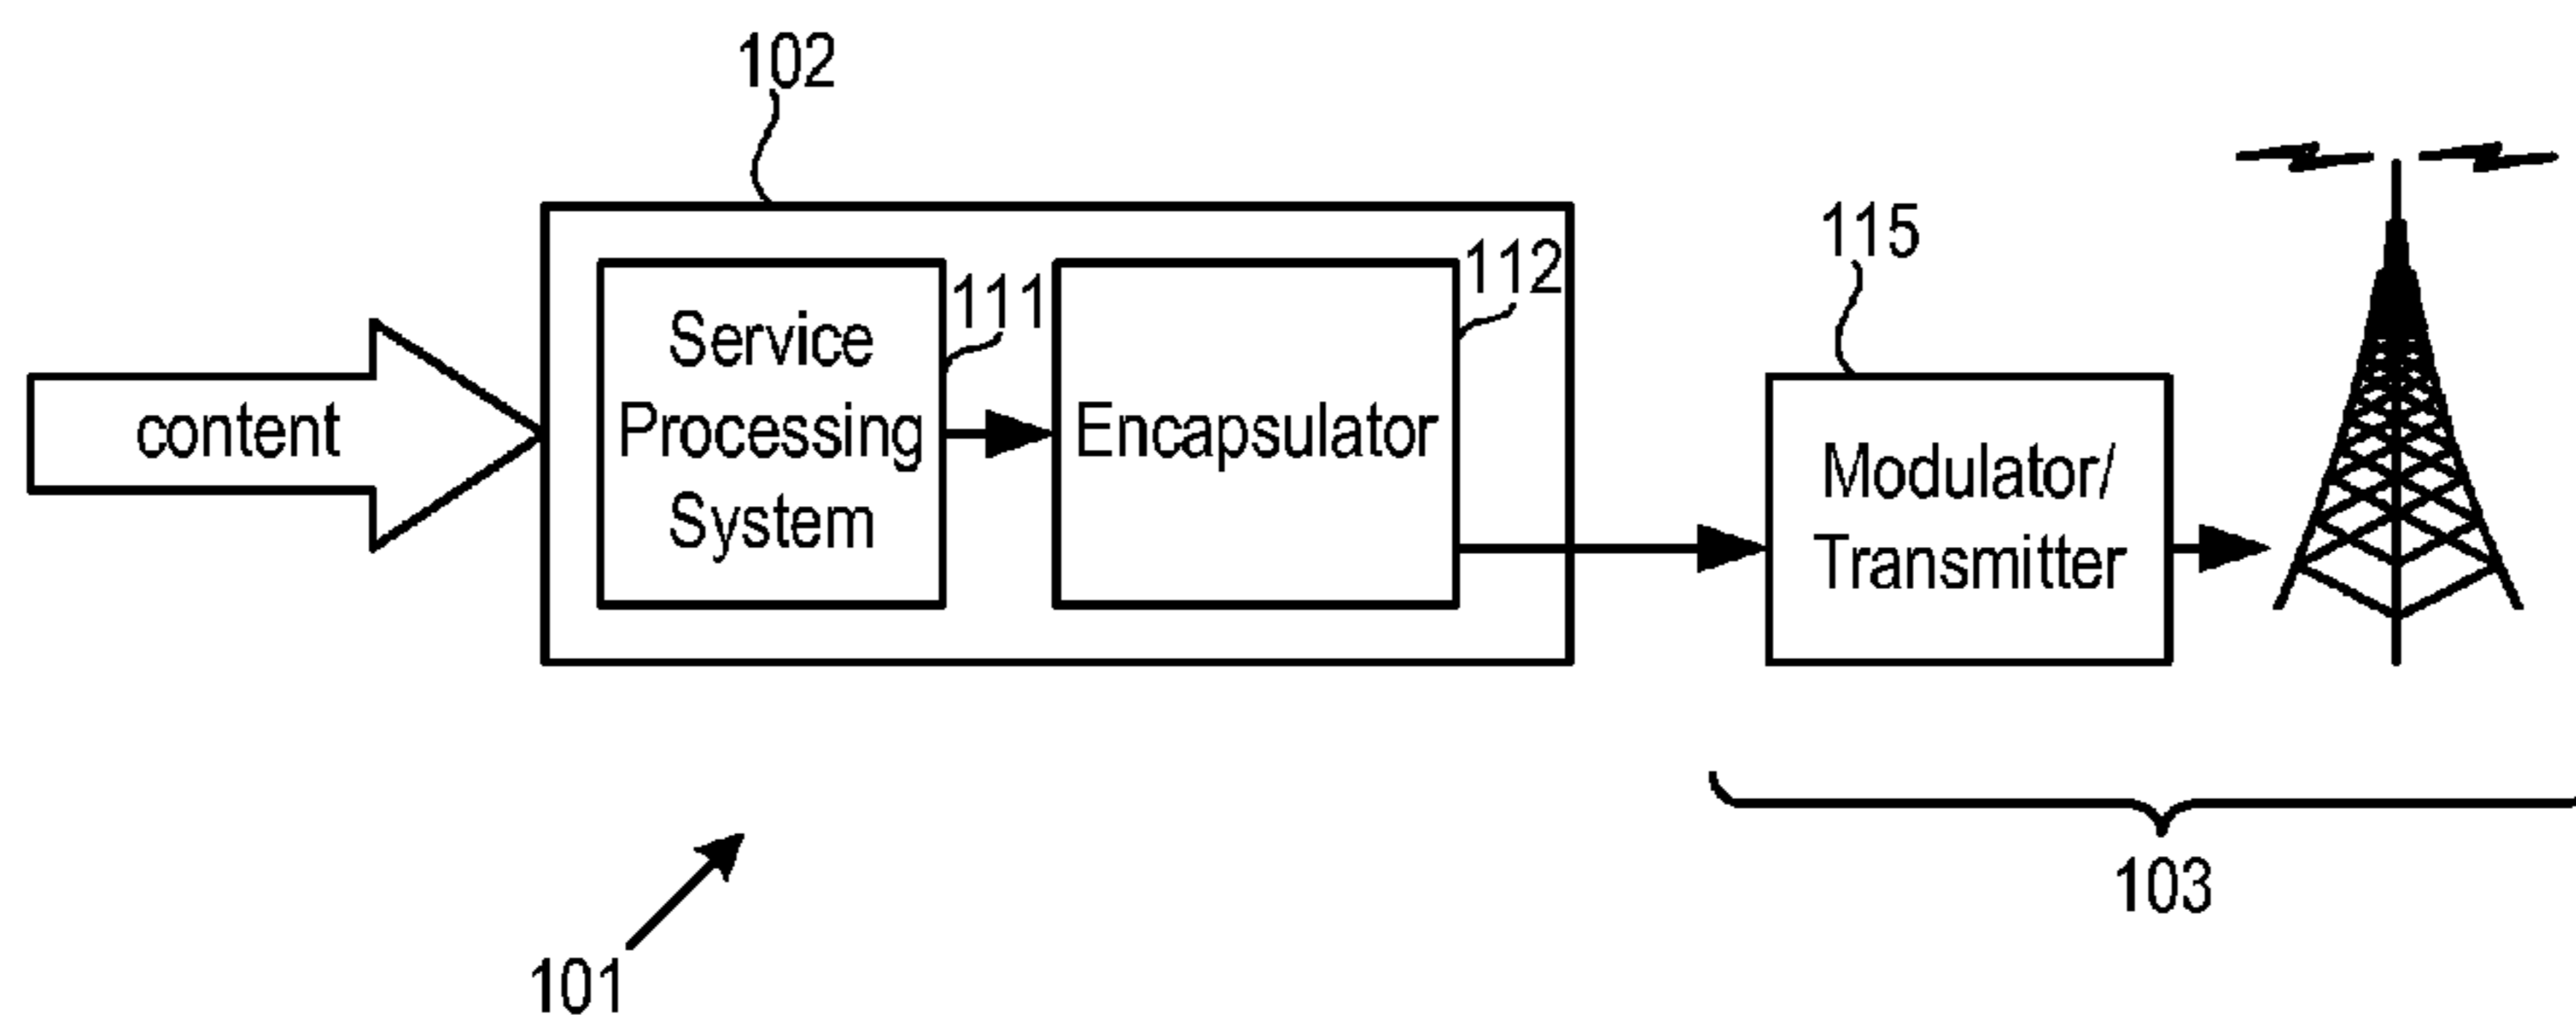 102
115
112
111
Service
Processing
System
Encapsulator
content
Modulator/
Transmitter
103
101